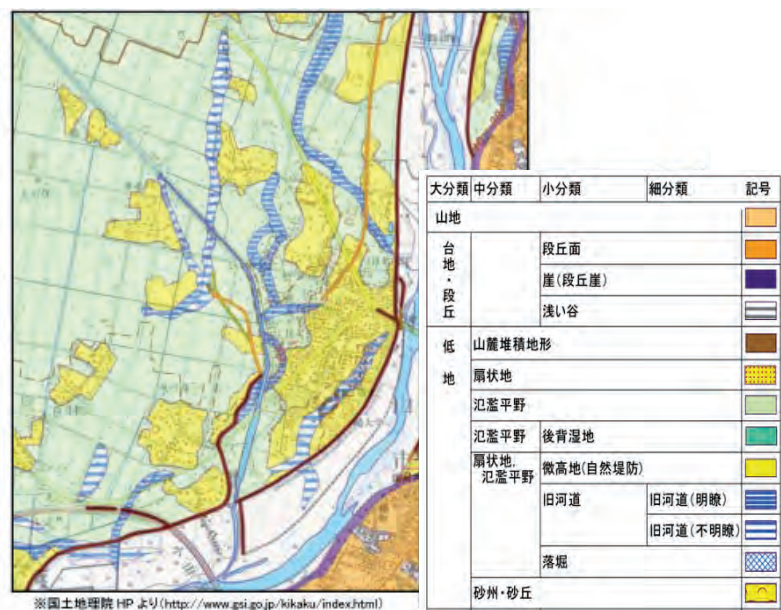 大分類 中分類 小分類 細分類 記号
山地
台地・段丘
段丘面
崖(段丘崖)
浅い谷
低地
山麓堆積地形
扇状地
氾濫平野
氾濫平野 後背湿地
扇状地,
氾濫平野
微高地(自然堤防)
旧河道 旧河道(明瞭)
旧河道(不明瞭)
落堀
砂州・砂丘
※国土地理院 HP より(http://www.gsi.go.jp/kikaku/index.html)